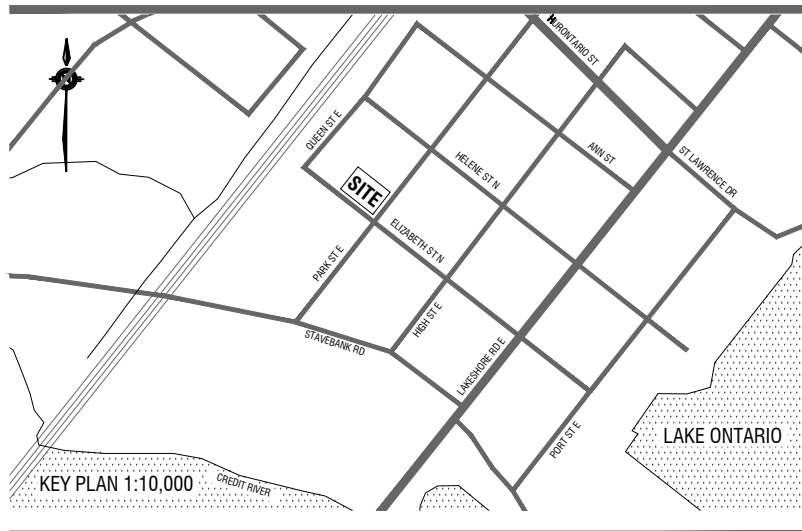 HURONTARIO ST
QUEEN ST E
ANN ST
HELENE ST N
ST LAWRENCE DR
SITE
ELIZABETH ST N
PARK ST E
HIGH ST E
STAVEBANK RD
LAKESHORE RD E
PORT ST E
LAKE ONTARIO
KEY PLAN 1:10,000
CREDIT RIVER